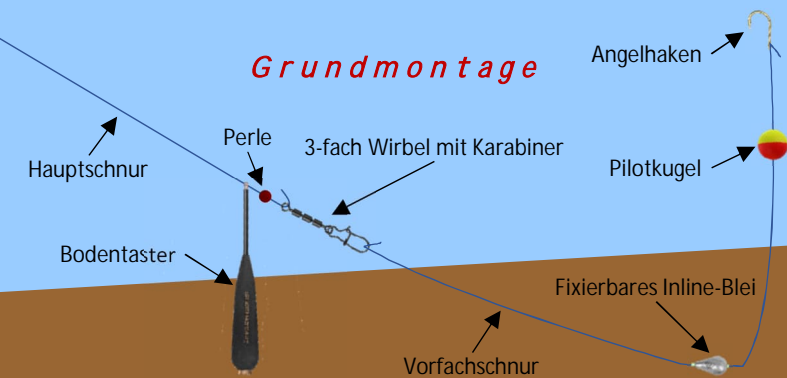 Grundmontage
Angelhaken
Perle
3-fach Wirbel mit Karabiner
Hauptschnur
Pilotkugel
Bodentaster
Fixierbares Inline-Blei
Vorfachschnur